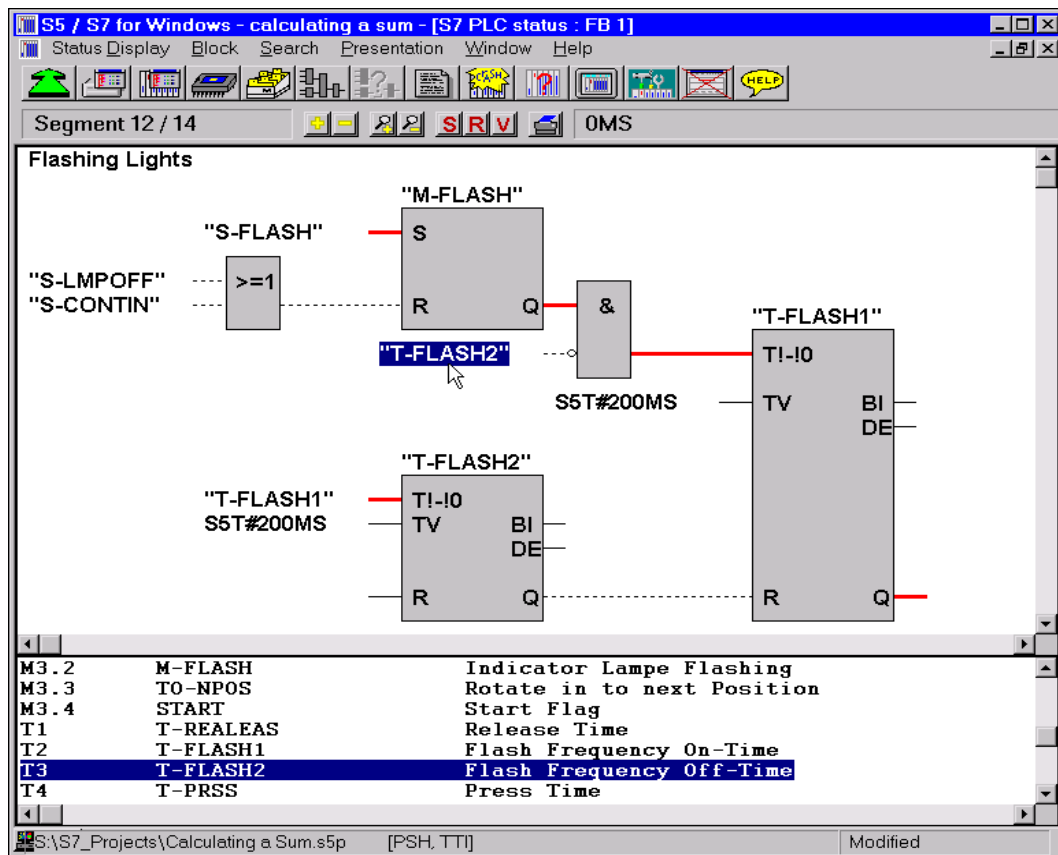 S5 / S7 for Windows - calculating a sum - [S7 PLC status : FB 1]
Status Display Block Search Presentation Window Help
HELP
Segment 12 / 14 S R V 0MS
Flashing Lights
"M-FLASH"
"S-FLASH" S
"S-LMPOFF" >=1
"S-CONTIN" R Q &
"T-FLASH1"
"T-FLASH2" T!-!0
S5T#200MS TV BI
DE
"T-FLASH2"
"T-FLASH1" T!-!0
S5T#200MS TV BI
DE
R Q R Q
M3.2 M-FLASH Indicator Lampe Flashing
M3.3 TO-NPOS Rotate in to next Position
M3.4 START Start Flag
T1 T-REALEAS Release Time
T2 T-FLASH1 Flash Frequency On-Time
T3 T-FLASH2 Flash Frequency Off-Time
T4 T-PRSS Press Time
S:\S7_Projects\Calculating a Sum.s5p [PSH, TTI] Modified